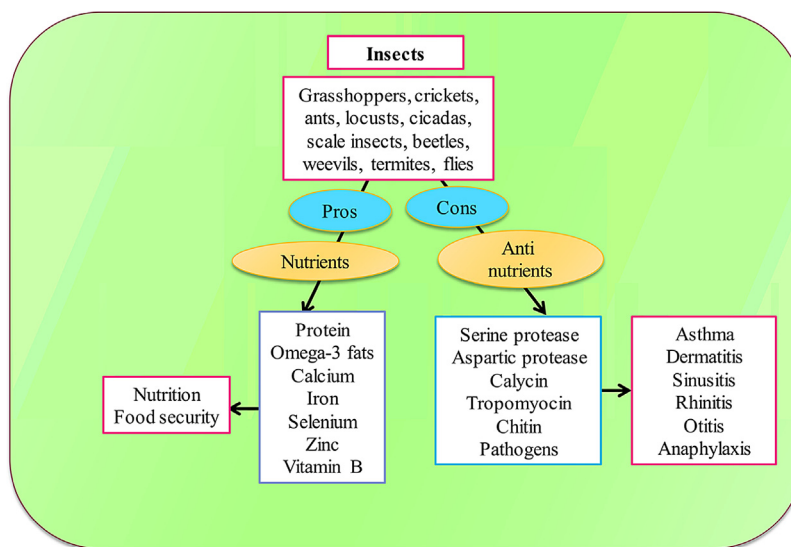 Insects
Grasshoppers, crickets,
ants, locusts, cicadas,
scale insects, beetles,
weevils, termites, flies
Pros
Cons
Nutrients
Anti
nutrients
Protein
Omega-3 fats
Calcium
Iron
Selenium
Zinc
Vitamin B
Nutrition
Food security
Serine protease
Aspartic protease
Calycin
Tropomyocin
Chitin
Pathogens
Asthma
Dermatitis
Sinusitis
Rhinitis
Otitis
Anaphylaxis